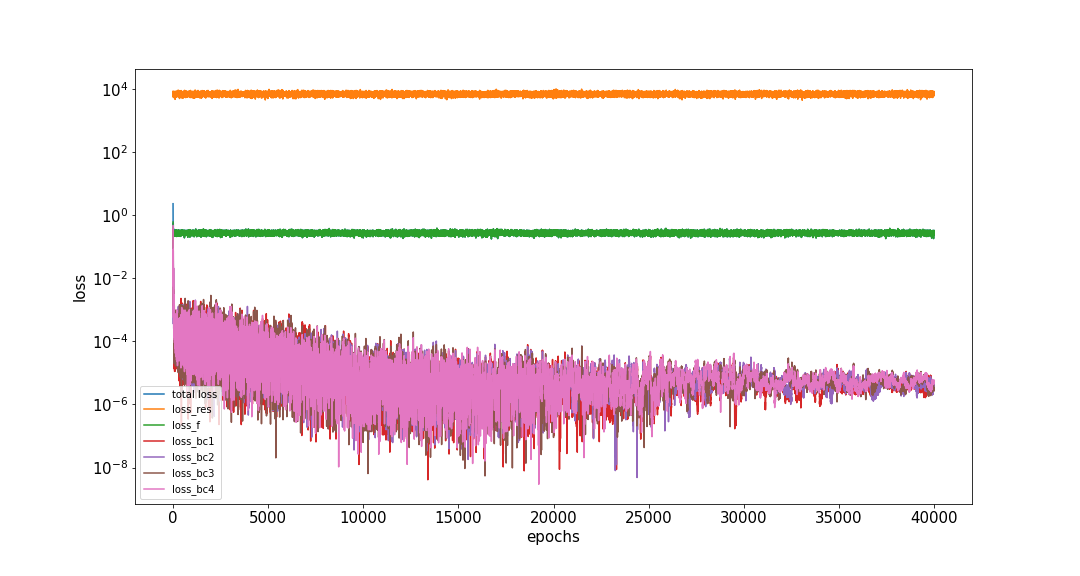 10^4
10^2
10^0
10^-2
10^-4
10^-6
10^-8
loss
total loss
loss_res
loss_f
loss_bc1
loss_bc2
loss_bc3
loss_bc4
0 5000 10000 15000 20000 25000 30000 35000 40000
epochs